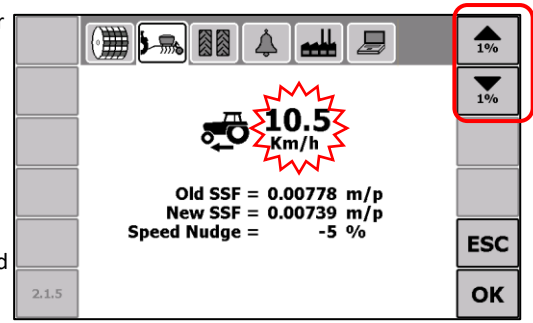 r
1%
1%
10.5
Km/h
Old SSF = 0.00778 m/p
New SSF = 0.00739 m/p
Speed Nudge = -5 %
ESC
d
2.1.5
OK